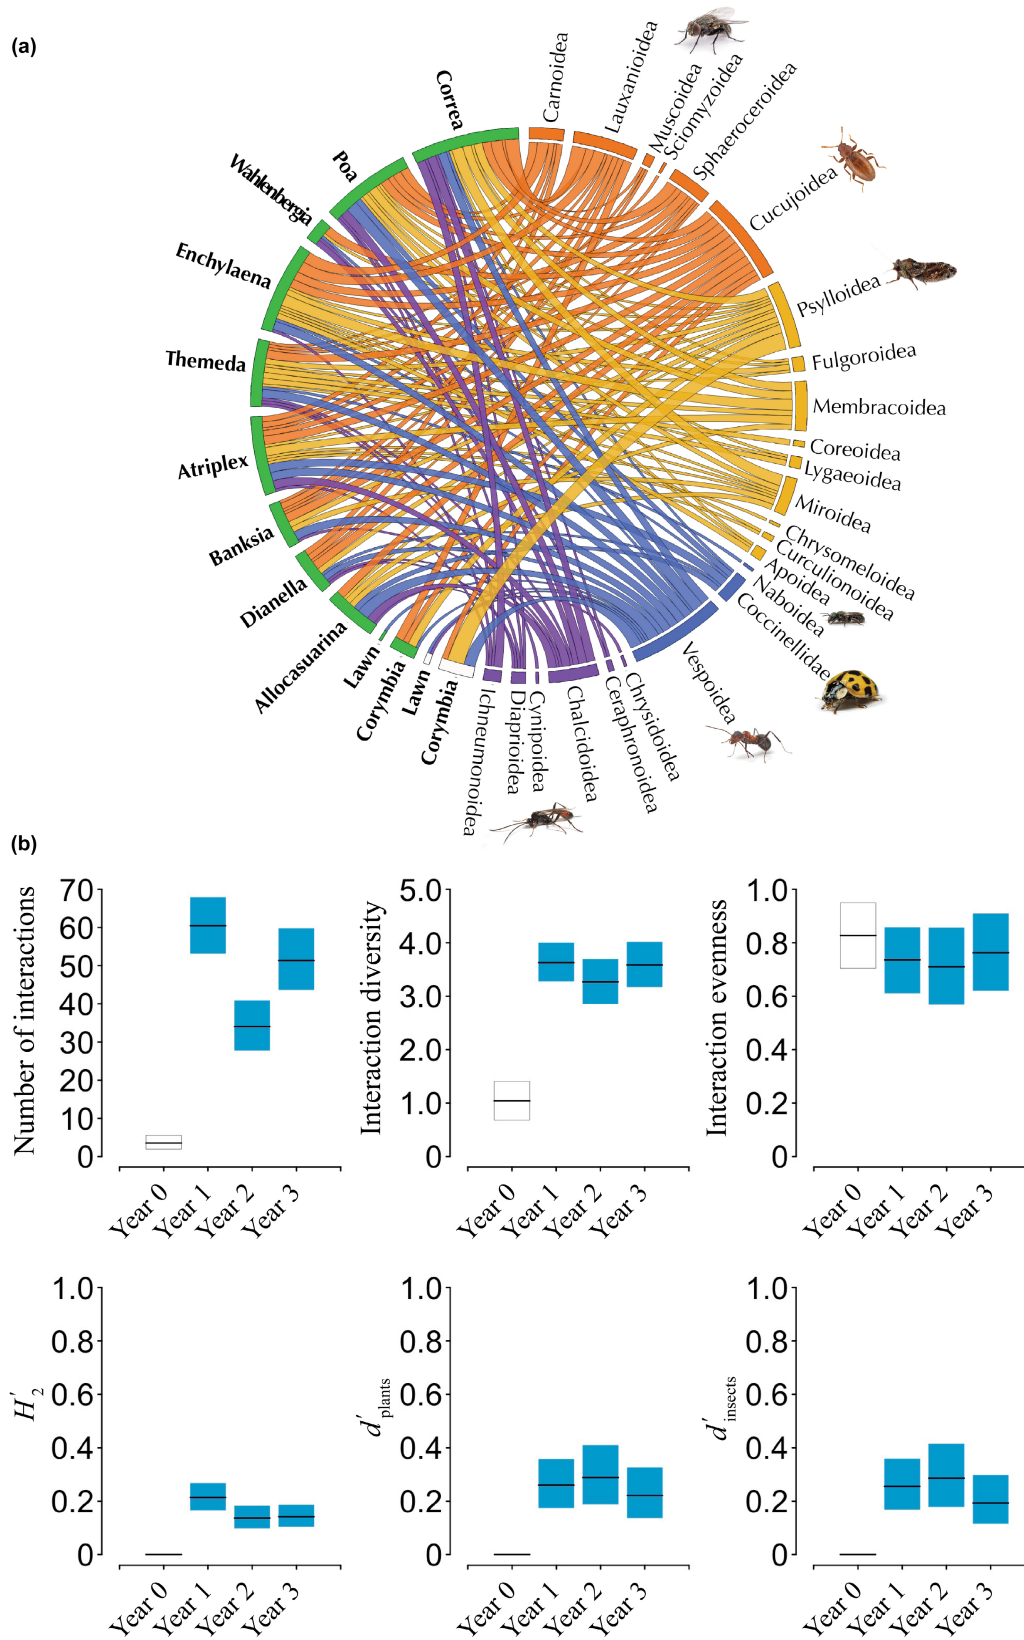 (a)
Correa
Carnoidea
Lauxanioidea
Muscoidea
Sciomyzoidea
Sphaeroceroidea
Cucujoidea
Psylloidea
Fulgoroidea
Membracoidea
Coreoidea
Lygaeoidea
Miroidea
Chrysomeloidea
Curculionoidea
Apoidea
Naboidea
Coccinellidae
Vespoidea
Chrysidoidea
Ceraphronoidea
Chalcidoidea
Cynipoidea
Diaprioidea
Ichneumonoidea
Corymbia
Lawn
Corymbia
Lawn
Allocasuarina
Dianella
Banksia
Atriplex
Themeda
Enchylaena
Wahlenbergia
Poa
(b)
Number of interactions
70
60
50
40
30
20
10
0
Year 0 Year 1 Year 2 Year 3
Interaction diversity
5.0
4.0
3.0
2.0
1.0
0
Year 0 Year 1 Year 2 Year 3
Interaction evenness
1.0
0.8
0.6
0.4
0.2
0
Year 0 Year 1 Year 2 Year 3
H′2
1.0
0.8
0.6
0.4
0.2
0
Year 0 Year 1 Year 2 Year 3
d′plants
1.0
0.8
0.6
0.4
0.2
0
Year 0 Year 1 Year 2 Year 3
d′insects
1.0
0.8
0.6
0.4
0.2
0
Year 0 Year 1 Year 2 Year 3